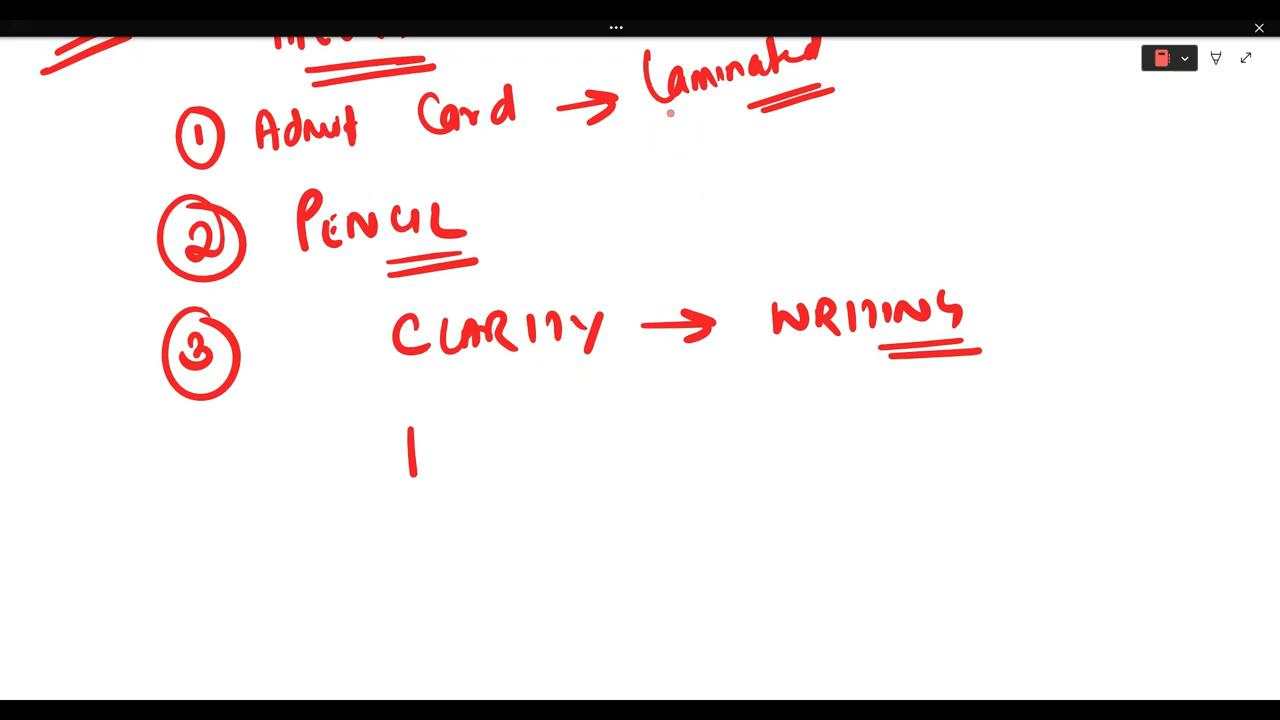 ① Admit Card → Laminated
② PENCIL
③ CLARITY → WRITING